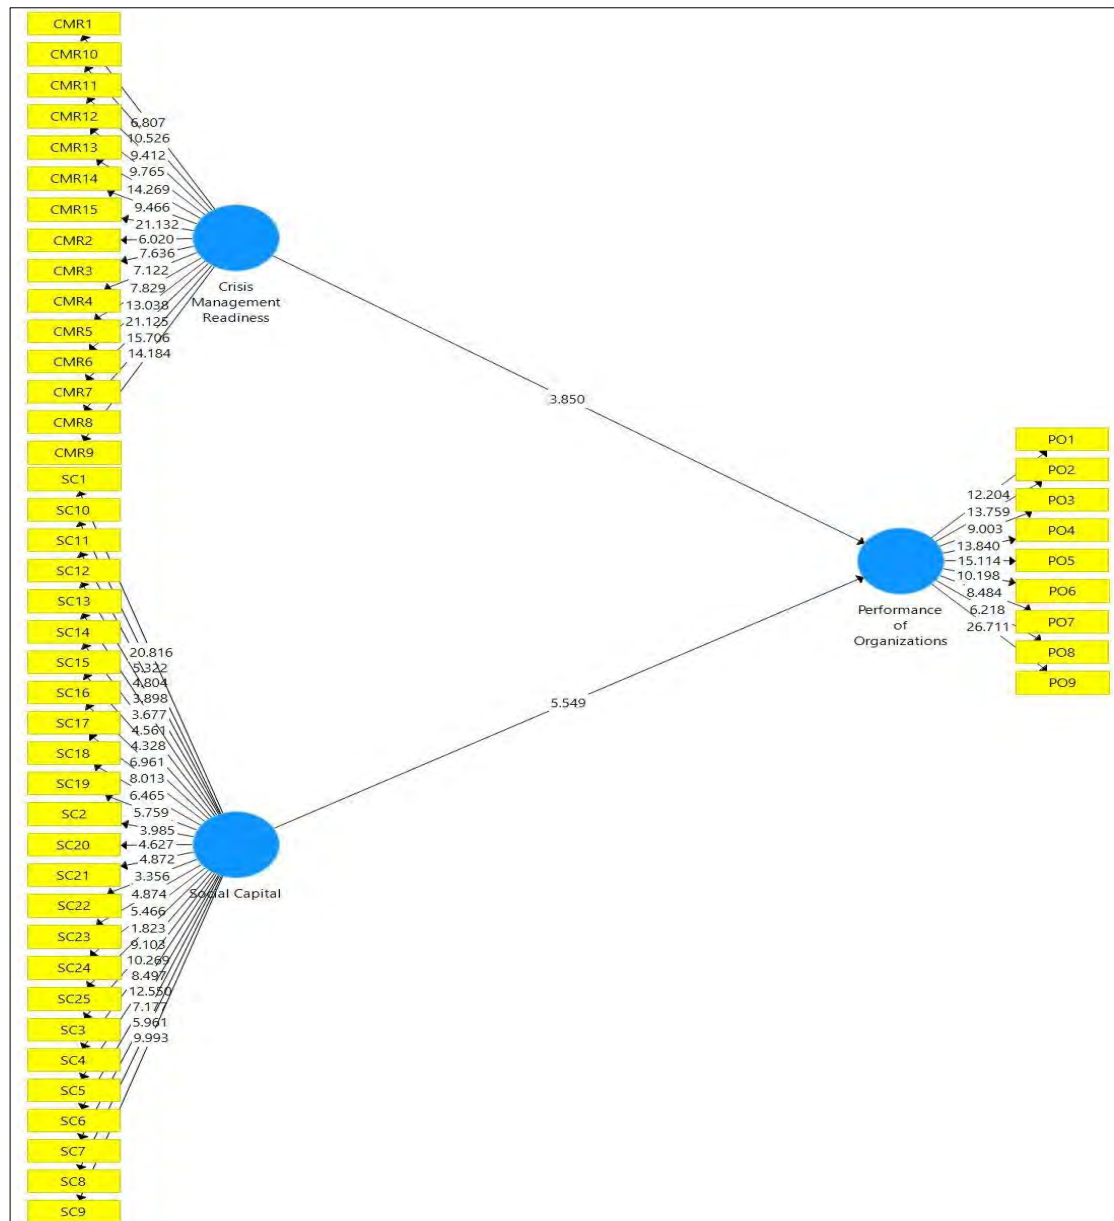 CMR1
CMR10
CMR11
CMR12
CMR13
CMR14
CMR15
CMR2
CMR3
CMR4
CMR5
CMR6
CMR7
CMR8
CMR9
6.807
10.526
9.412
9.765
14.269
9.466
21.132
6.020
7.636
7.122
7.829
13.038
21.125
15.706
14.184
Crisis
Management
Readiness
3.850
SC1
SC10
SC11
SC12
SC13
SC14
SC15
SC16
SC17
SC18
SC19
SC2
SC20
SC21
SC22
SC23
SC24
SC25
SC3
SC4
SC5
SC6
SC7
SC8
SC9
20.816
5.322
4.804
3.898
3.677
4.561
4.328
6.961
8.013
6.465
5.759
3.985
4.627
4.872
3.356
4.874
5.466
1.823
9.103
10.269
8.497
12.550
7.177
5.961
9.993
Social Capital
5.549
Performance
of
Organizations
12.204
13.759
9.003
13.840
15.114
10.198
8.484
6.218
26.711
PO1
PO2
PO3
PO4
PO5
PO6
PO7
PO8
PO9